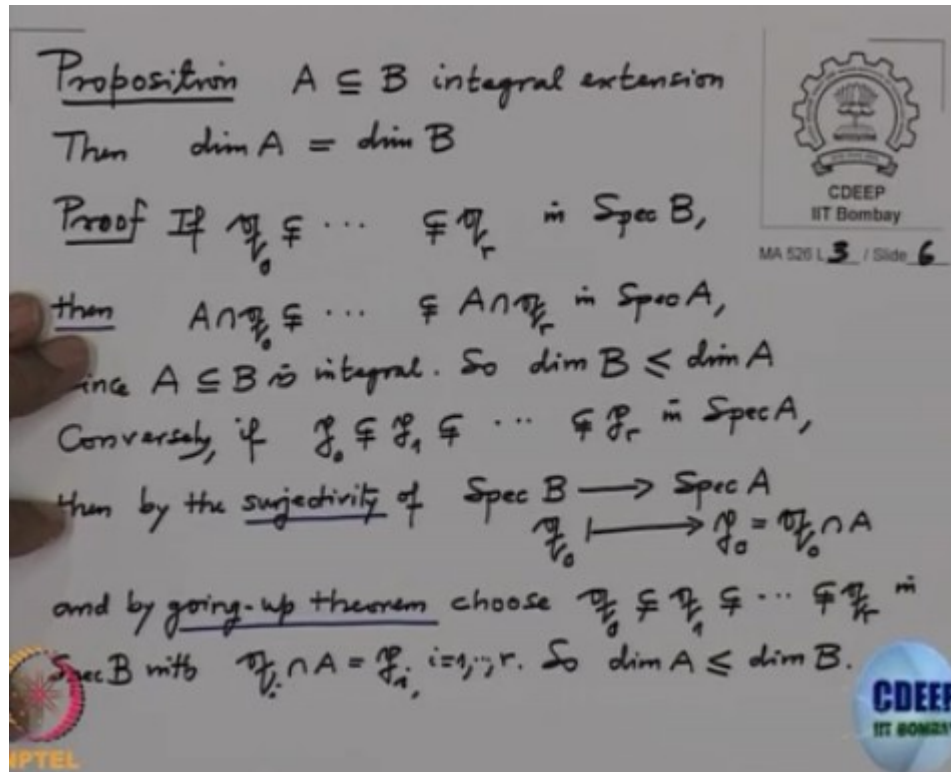 Proposition A ⊆ B integral extension
Then dim A = dim B
Proof If 𝔮₀ ⊊ ··· ⊊ 𝔮ᵣ in Spec B,
then A∩𝔮₀ ⊊ ··· ⊊ A∩𝔮ᵣ in Spec A,
ince A ⊆ B is integral. So dim B ≤ dim A
Conversely, if 𝔭₀ ⊊ 𝔭₁ ⊊ ··· ⊊ 𝔭ᵣ in Spec A,
then by the surjectivity of Spec B ⟶ Spec A
𝔮₀ ⟼ 𝔭₀ = 𝔮₀ ∩ A
and by going-up theorem choose 𝔮₀ ⊊ 𝔮₁ ⊊ ··· ⊊ 𝔮ᵣ in
Spec B with 𝔮ᵢ ∩ A = 𝔭ᵢ, i=1,..,r. So dim A ≤ dim B.
CDEEP
IIT Bombay
MA 526 L 3 / Slide 6
NPTEL
CDEEP
IIT BOMBAY